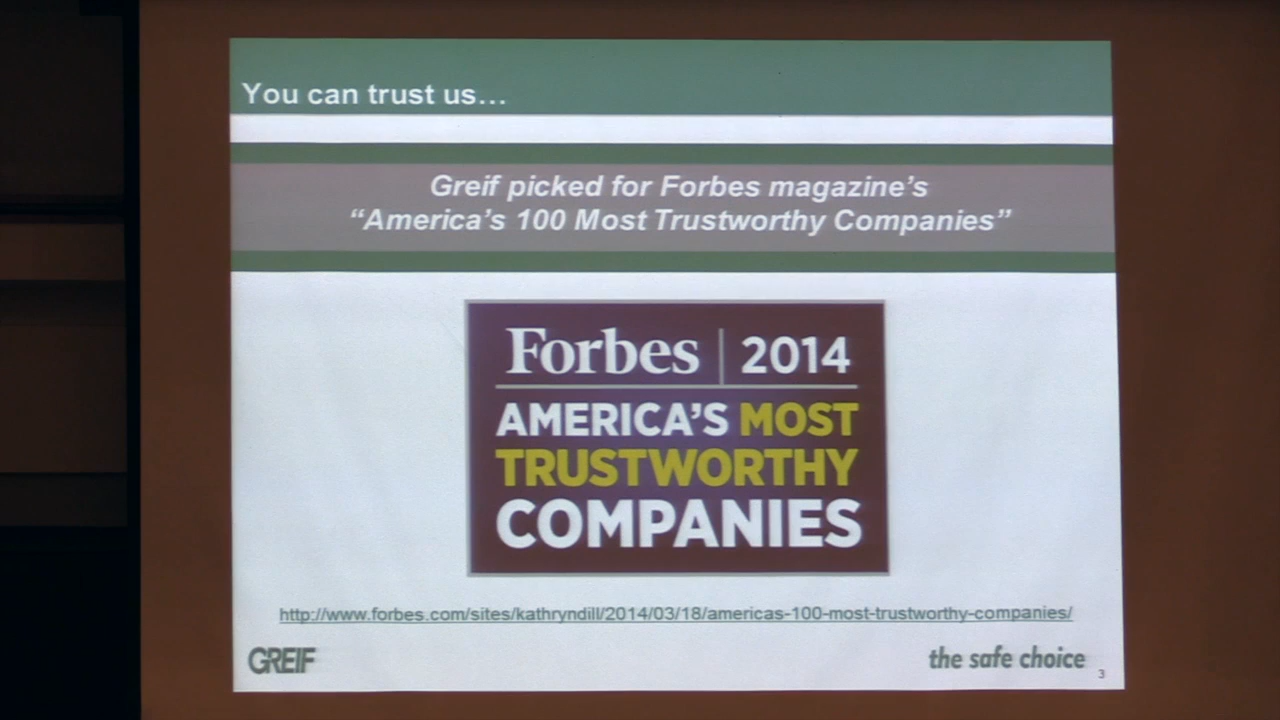 You can trust us...
Greif picked for Forbes magazine's
"America's 100 Most Trustworthy Companies"
Forbes | 2014
AMERICA'S MOST
TRUSTWORTHY
COMPANIES
http://www.forbes.com/sites/kathryndill/2014/03/18/americas-100-most-trustworthy-companies/
GREIF
the safe choice
3